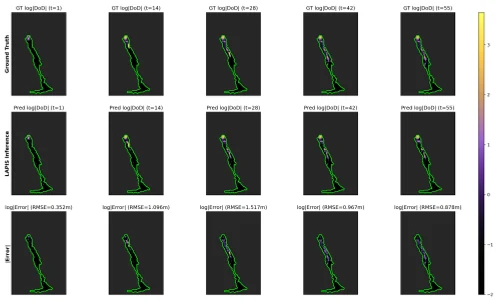 GT log|DoD| (t=1)
GT log|DoD| (t=14)
GT log|DoD| (t=28)
GT log|DoD| (t=42)
GT log|DoD| (t=55)
Ground Truth
3
2
1
0
−1
−2
Pred log|DoD| (t=1)
Pred log|DoD| (t=14)
Pred log|DoD| (t=28)
Pred log|DoD| (t=42)
Pred log|DoD| (t=55)
LAPIS Inference
log|Error| (RMSE=0.352m)
log|Error| (RMSE=1.096m)
log|Error| (RMSE=1.517m)
log|Error| (RMSE=0.967m)
log|Error| (RMSE=0.878m)
|Error|